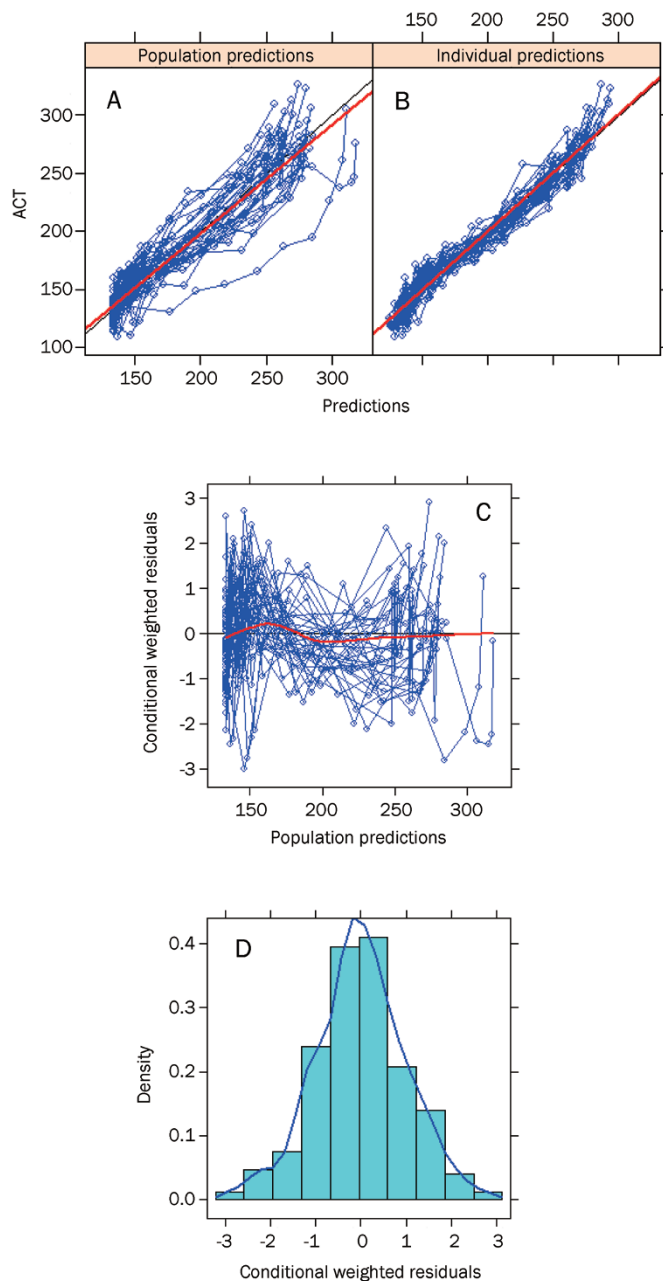 150 200 250 300
Population predictions Individual predictions
A B
300
250
200
150
100
ACT
150 200 250 300
Predictions
C
3
2
1
0
-1
-2
-3
Conditional weighted residuals
150 200 250 300
Population predictions
D
0.4
0.3
0.2
0.1
0.0
Density
-3 -2 -1 0 1 2 3
Conditional weighted residuals